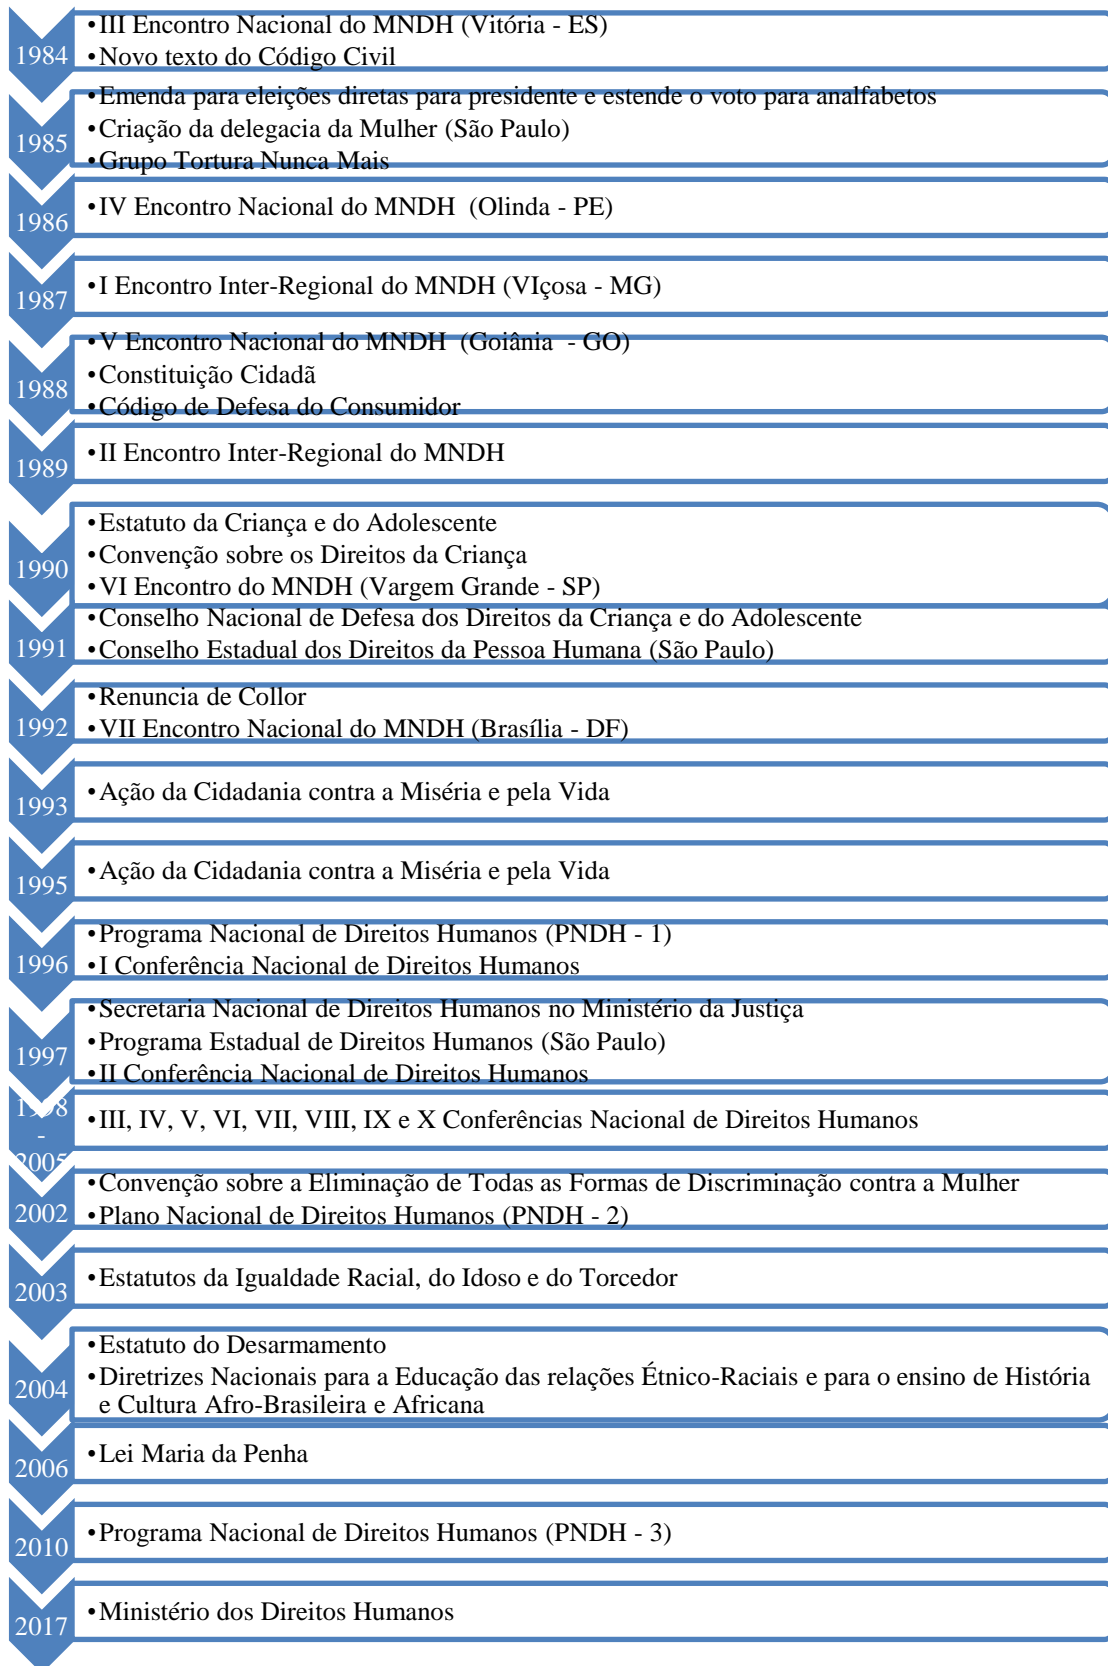 1984
•III Encontro Nacional do MNDH (Vitória - ES)
•Novo texto do Código Civil
1985
•Emenda para eleições diretas para presidente e estende o voto para analfabetos
•Criação da delegacia da Mulher (São Paulo)
•Grupo Tortura Nunca Mais
1986
•IV Encontro Nacional do MNDH (Olinda - PE)
1987
•I Encontro Inter-Regional do MNDH (VIçosa - MG)
1988
•V Encontro Nacional do MNDH (Goiânia - GO)
•Constituição Cidadã
•Código de Defesa do Consumidor
1989
•II Encontro Inter-Regional do MNDH
1990
•Estatuto da Criança e do Adolescente
•Convenção sobre os Direitos da Criança
•VI Encontro do MNDH (Vargem Grande - SP)
1991
•Conselho Nacional de Defesa dos Direitos da Criança e do Adolescente
•Conselho Estadual dos Direitos da Pessoa Humana (São Paulo)
1992
•Renuncia de Collor
•VII Encontro Nacional do MNDH (Brasília - DF)
1993
•Ação da Cidadania contra a Miséria e pela Vida
1995
•Ação da Cidadania contra a Miséria e pela Vida
1996
•Programa Nacional de Direitos Humanos (PNDH - 1)
•I Conferência Nacional de Direitos Humanos
1997
•Secretaria Nacional de Direitos Humanos no Ministério da Justiça
•Programa Estadual de Direitos Humanos (São Paulo)
•II Conferência Nacional de Direitos Humanos
1998
-
2005
•III, IV, V, VI, VII, VIII, IX e X Conferências Nacional de Direitos Humanos
2002
•Convenção sobre a Eliminação de Todas as Formas de Discriminação contra a Mulher
•Plano Nacional de Direitos Humanos (PNDH - 2)
2003
•Estatutos da Igualdade Racial, do Idoso e do Torcedor
2004
•Estatuto do Desarmamento
•Diretrizes Nacionais para a Educação das relações Étnico-Raciais e para o ensino de História
e Cultura Afro-Brasileira e Africana
2006
•Lei Maria da Penha
2010
•Programa Nacional de Direitos Humanos (PNDH - 3)
2017
•Ministério dos Direitos Humanos